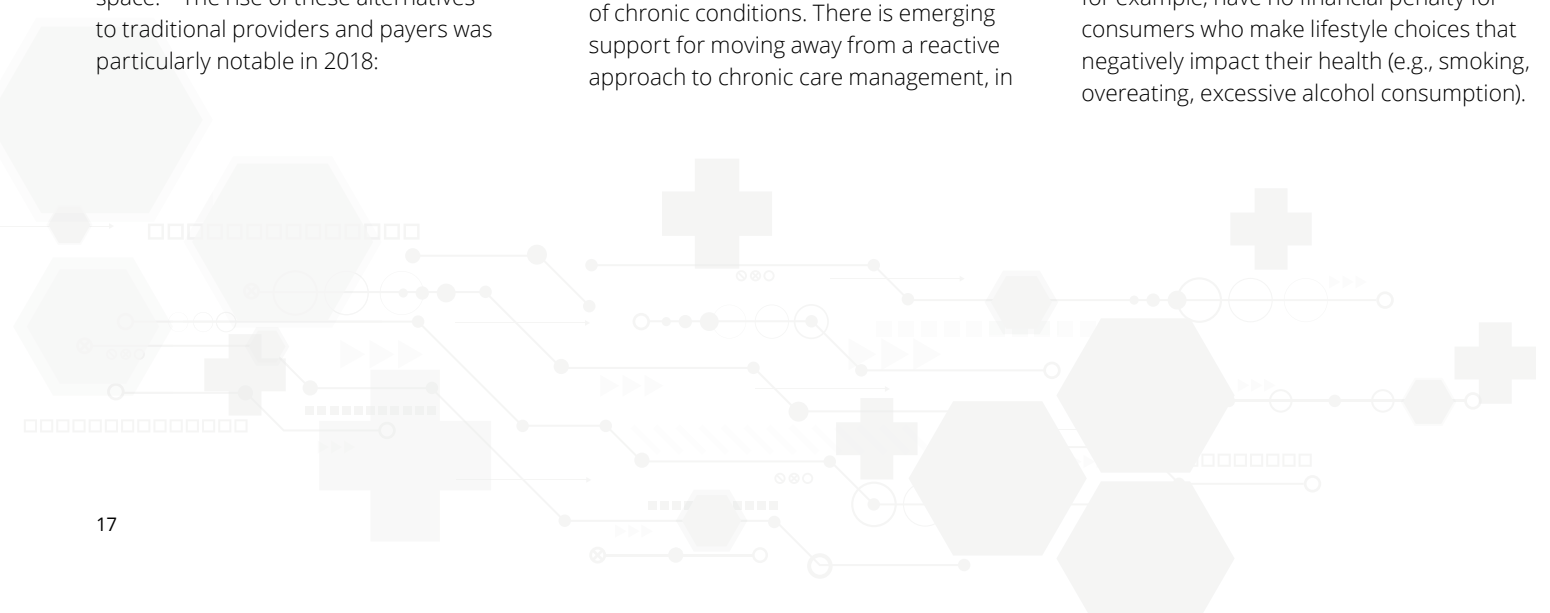 space. The rise of these alternatives
to traditional providers and payers was
particularly notable in 2018:
of chronic conditions. There is emerging
support for moving away from a reactive
approach to chronic care management, in
for example, have no financial penalty for
consumers who make lifestyle choices that
negatively impact their health (e.g., smoking,
overeating, excessive alcohol consumption).
17